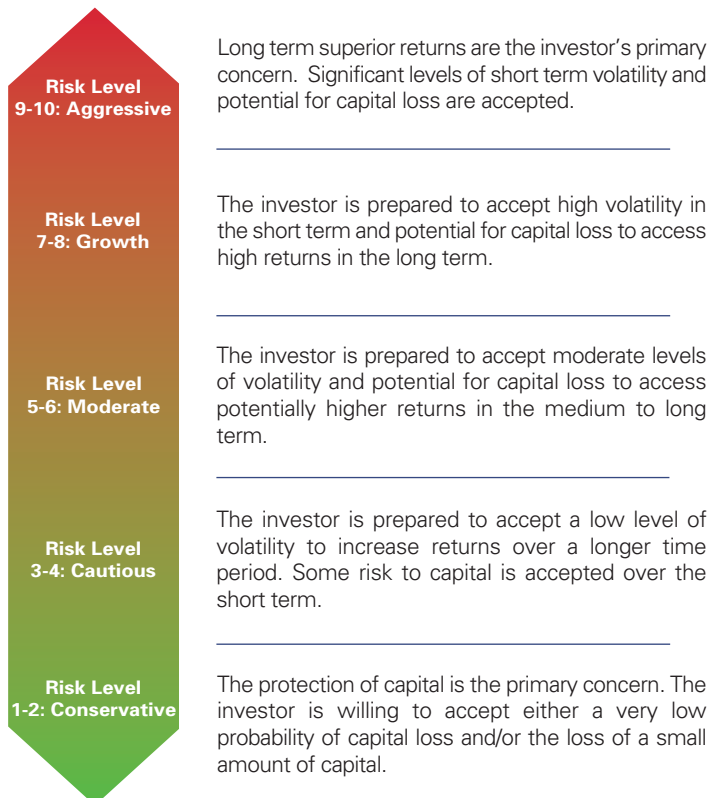 Risk Level
9-10: Aggressive
Long term superior returns are the investor’s primary
concern.  Significant levels of short term volatility and
potential for capital loss are accepted.
Risk Level
7-8: Growth
The investor is prepared to accept high volatility in
the short term and potential for capital loss to access
high returns in the long term.
Risk Level
5-6: Moderate
The investor is prepared to accept moderate levels
of volatility and potential for capital loss to access
potentially higher returns in the medium to long
term.
Risk Level
3-4: Cautious
The investor is prepared to accept a low level of
volatility to increase returns over a longer time
period. Some risk to capital is accepted over the
short term.
Risk Level
1-2: Conservative
The protection of capital is the primary concern. The
investor is willing to accept either a very low
probability of capital loss and/or the loss of a small
amount of capital.